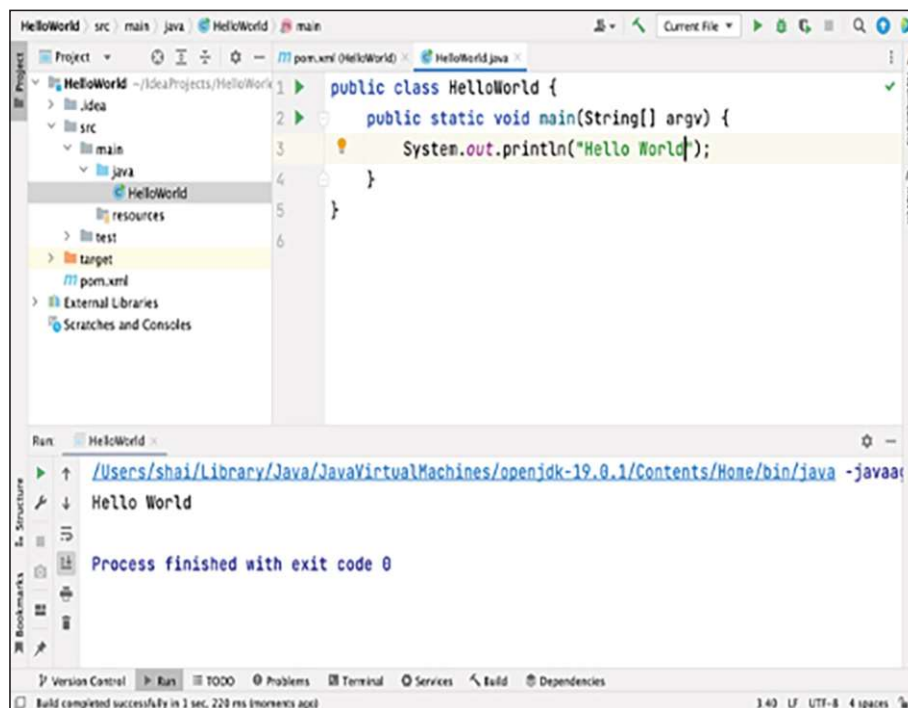 HelloWorld src main java HelloWorld main
Current File
Project
Project
pom.xml (HelloWorld)
HelloWorld.java
HelloWorld ~/IdeaProjects/HelloWork
.idea
src
main
java
HelloWorld
resources
test
target
pom.xml
External Libraries
Scratches and Consoles
1 public class HelloWorld {
2 public static void main(String[] argv) {
3 System.out.println("Hello World");
4 }
5 }
6
Run: HelloWorld
/Users/shai/Library/Java/JavaVirtualMachines/openjdk-19.0.1/Contents/Home/bin/java -javaag
Hello World
Process finished with exit code 0
Structure
Bookmarks
Version Control Run TODO Problems Terminal Services Build Dependencies
Build completed successfully in 1 sec, 220 ms (moments ago)
3:40 LF UTF-8 4 spaces